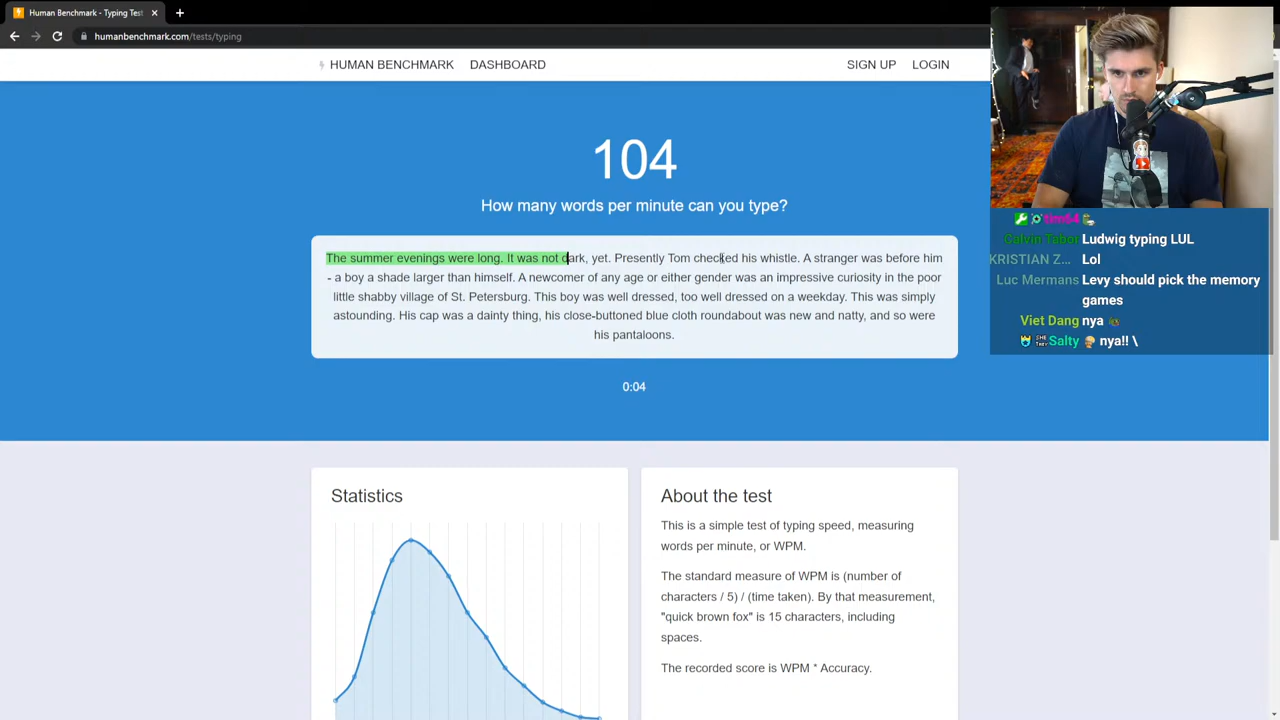 Human Benchmark - Typing Test
humanbenchmark.com/tests/typing
HUMAN BENCHMARK DASHBOARD SIGN UP LOGIN
104
How many words per minute can you type?
The summer evenings were long. It was not dark, yet. Presently Tom checked his whistle. A stranger was before him
- a boy a shade larger than himself. A newcomer of any age or either gender was an impressive curiosity in the poor
little shabby village of St. Petersburg. This boy was well dressed, too well dressed on a weekday. This was simply
astounding. His cap was a dainty thing, his close-buttoned blue cloth roundabout was new and natty, and so were
his pantaloons.
0:04
Statistics
About the test
This is a simple test of typing speed, measuring
words per minute, or WPM.
The standard measure of WPM is (number of
characters / 5) / (time taken). By that measurement,
"quick brown fox" is 15 characters, including
spaces.
The recorded score is WPM * Accuracy.
tim64
Calvin Tabor Ludwig typing LUL
KRISTIAN Z... Lol
Luc Mermans Levy should pick the memory
games
Viet Dang nya
SHE THEY Salty nya!! \